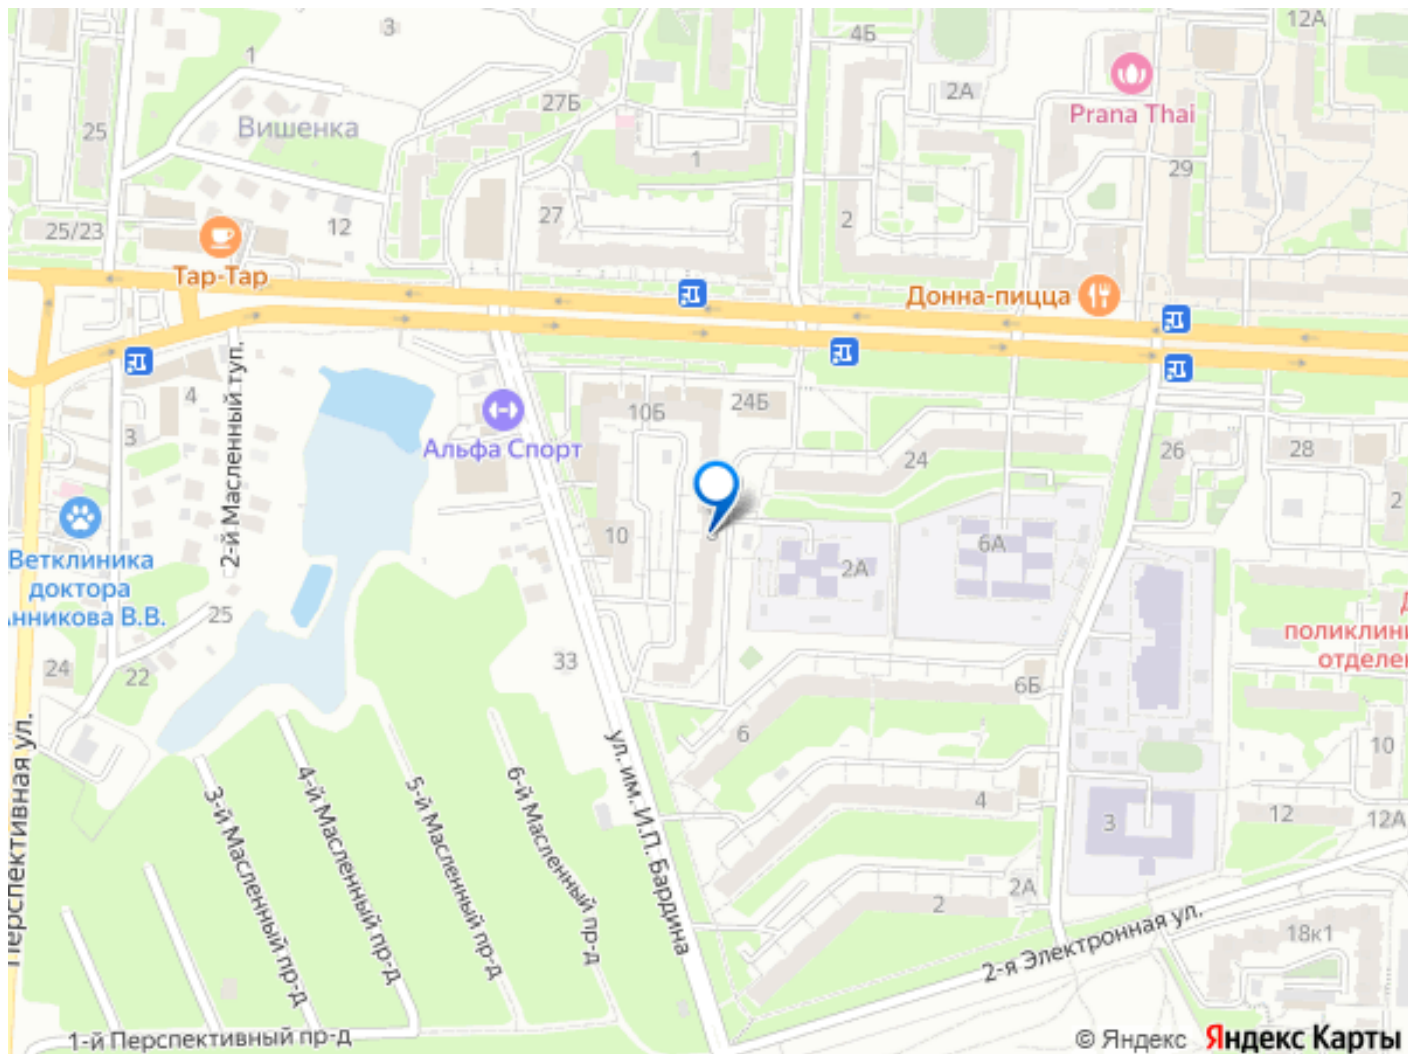 12А
3
4Б
1
2А
27Б
Prana Thai
25
Вишенка
1
29
27
2
12
25/23
Тар-Тар
Донна-пицца
2-й Масленный туп.
4
10Б
24Б
3
Альфа Спорт
24
26
28
2
10
6А
2А
Ветклиника
доктора
Анникова В.В.
25
поликлини
отделен
33
24
22
6Б
6
10
Перспективная ул.
ул. им. И.П. Бардина
3-й Масленный пр-д
4-й Масленный пр-д
5-й Масленный пр-д
6-й Масленный пр-д
4
3
12
12А
2А
2
18к1
2-я Электронная ул.
1-й Перспективный пр-д
© Яндекс Яндекс Карты